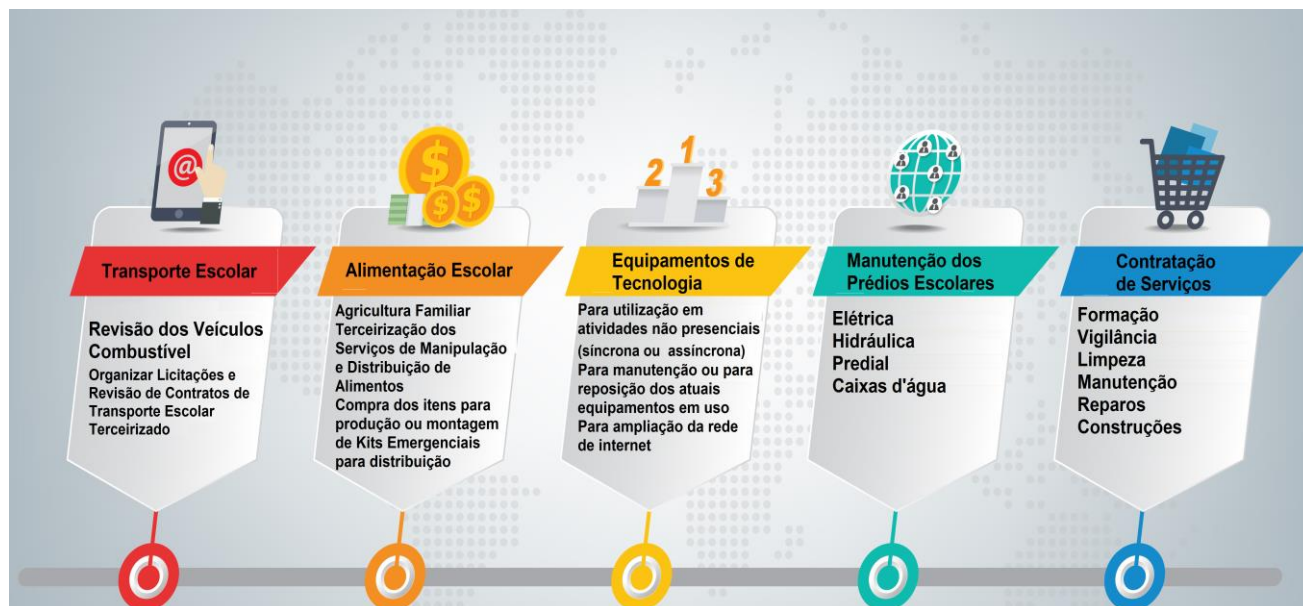 @
Transporte Escolar
Revisão dos Veículos
Combustível
Organizar Licitações e
Revisão de Contratos de
Transporte Escolar
Terceirizado
$
$
$
Alimentação Escolar
Agricultura Familiar
Terceirização dos
Serviços de Manipulação
e Distribuição de
Alimentos
Compra dos itens para
produção ou montagem
de Kits Emergenciais
para distribuição
2 1 3
Equipamentos de
Tecnologia
Para utilização em
atividades não presenciais
(síncrona ou assíncrona)
Para manutenção ou para
reposição dos atuais
equipamentos em uso
Para ampliação da rede
de internet
Manutenção dos
Prédios Escolares
Elétrica
Hidráulica
Predial
Caixas d'água
Contratação
de Serviços
Formação
Vigilância
Limpeza
Manutenção
Reparos
Construções